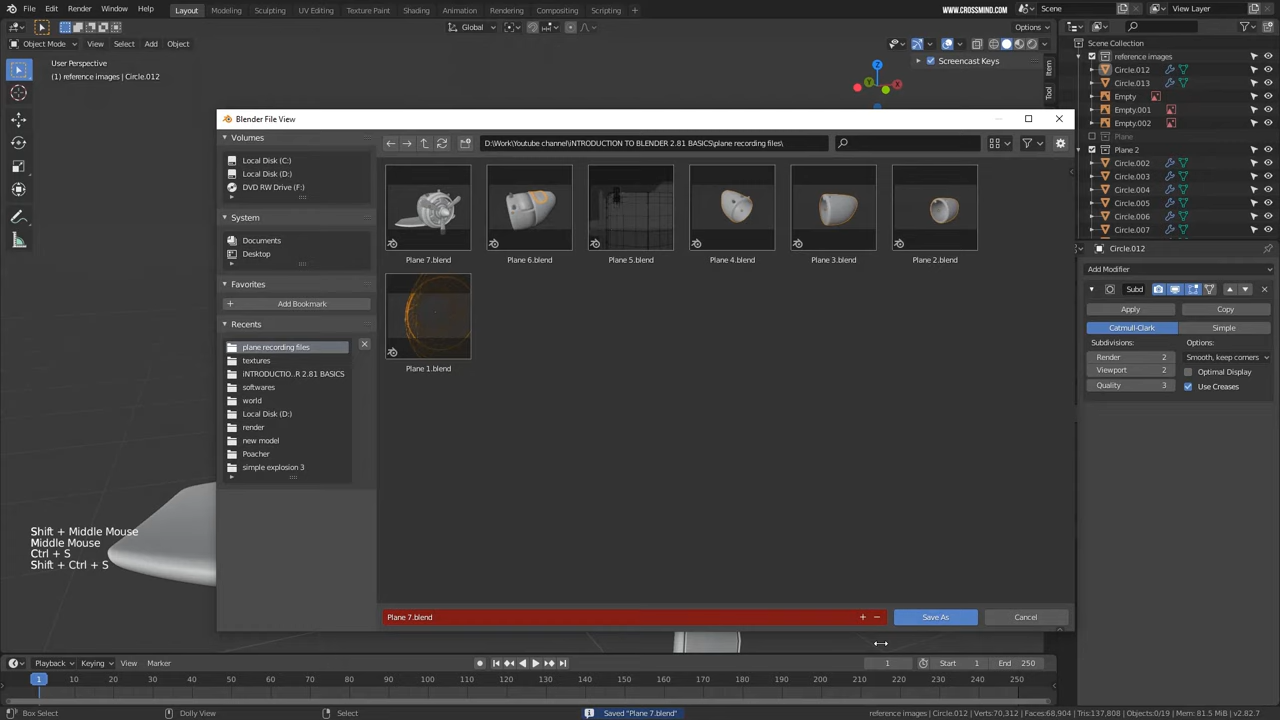 File Edit Render Window Help Layout Modeling Sculpting UV Editing Texture Paint Shading Animation Rendering Compositing Scripting + WWW.CROSSMIND.COM Scene View Layer
Global Options
Object Mode View Select Add Object
User Perspective
(1) reference images | Circle.012
Screencast Keys
Item
Tool
Z
Y
X
Scene Collection
reference images
Circle.012
Circle.013
Empty
Empty.001
Empty.002
Plane
Plane 2
Circle.002
Circle.003
Circle.004
Circle.005
Circle.006
Circle.007
Blender File View
Volumes
Local Disk (C:)
Local Disk (D:)
DVD RW Drive (F:)
System
Documents
Desktop
Favorites
Add Bookmark
Recents
plane recording files
textures
iNTRODUCTIO..R 2.81 BASICS
softwares
world
Local Disk (D:)
render
new model
Poacher
simple explosion 3
D:\Work\Youtube channel\iNTRODUCTION TO BLENDER 2.81 BASICS\plane recording files\
Plane 7.blend Plane 6.blend Plane 5.blend Plane 4.blend Plane 3.blend Plane 2.blend
Plane 1.blend
Plane 7.blend
Save As
Cancel
Circle.012
Add Modifier
Subd
Apply Copy
Catmull-Clark Simple
Subdivisions: Options:
Render 2 Smooth, keep corners
Viewport 2 Optimal Display
Quality 3 Use Creases
Shift + Middle Mouse
Middle Mouse
Ctrl + S
Shift + Ctrl + S
Playback Keying View Marker 1 Start 1 End 250
1 10 20 30 40 50 60 70 80 90 100 110 120 130 140 150 160 170 180 190 200 210 220 230 240 250
Box Select Dolly View Select Saved "Plane 7.blend" reference images | Circle.012 | Verts:70,312 | Faces:68,904 | Tris:137,808 | Objects:0/19 | Mem: 81.5 MiB | v2.82.7